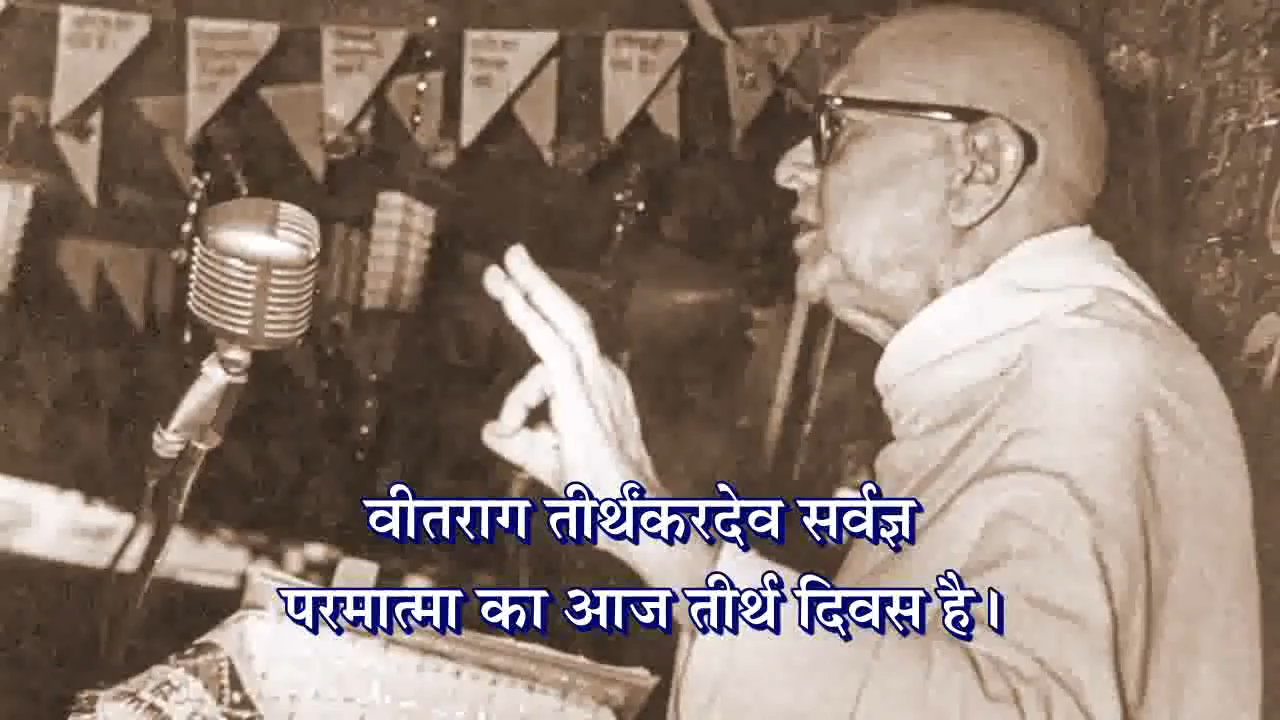 वीतराग तीर्थंकरदेव सर्वज्ञ
परमात्मा का आज तीर्थ दिवस है।